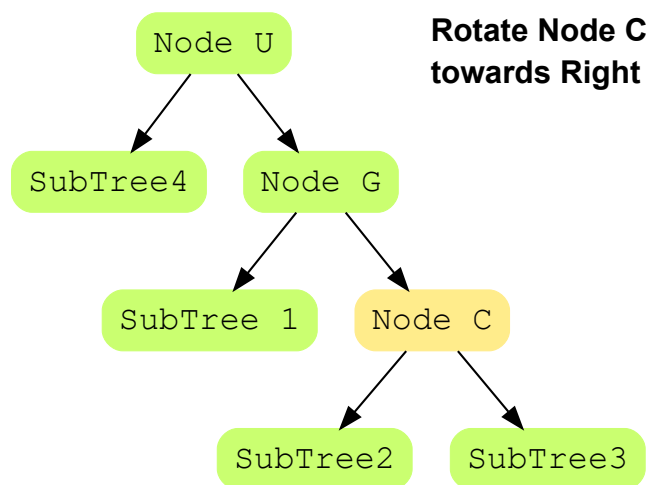 Node U
Rotate Node C
towards Right
SubTree4
Node G
SubTree 1
Node C
SubTree2
SubTree3